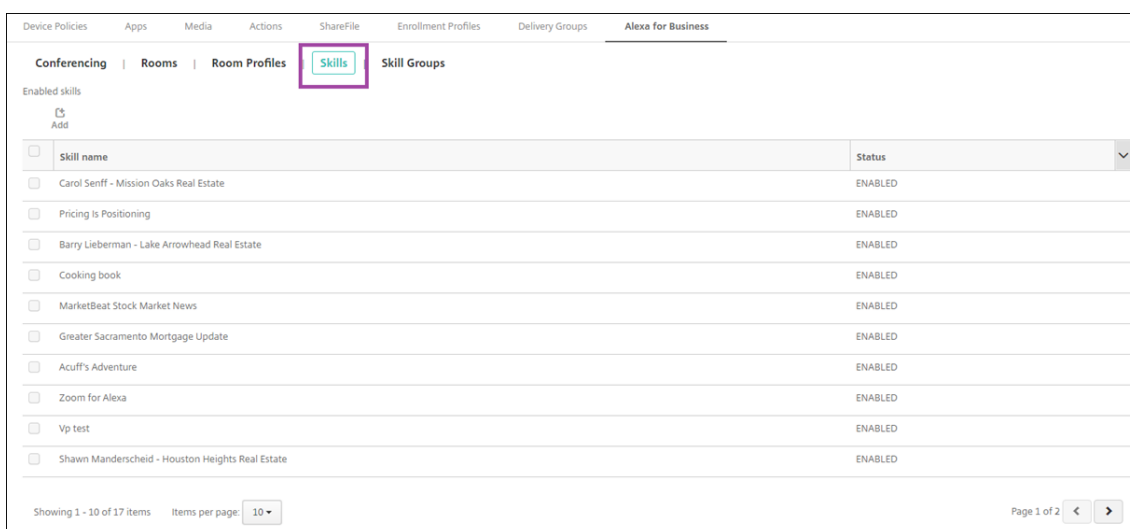 Device Policies Apps Media Actions ShareFile Enrollment Profiles Delivery Groups Alexa for Business
Conferencing | Rooms | Room Profiles | Skills | Skill Groups
Enabled skills
Add
Skill name Status
Carol Senff - Mission Oaks Real Estate ENABLED
Pricing Is Positioning ENABLED
Barry Lieberman - Lake Arrowhead Real Estate ENABLED
Cooking book ENABLED
MarketBeat Stock Market News ENABLED
Greater Sacramento Mortgage Update ENABLED
Acuff's Adventure ENABLED
Zoom for Alexa ENABLED
Vp test ENABLED
Shawn Manderscheid - Houston Heights Real Estate ENABLED
Showing 1 - 10 of 17 items Items per page: 10 Page 1 of 2 < >